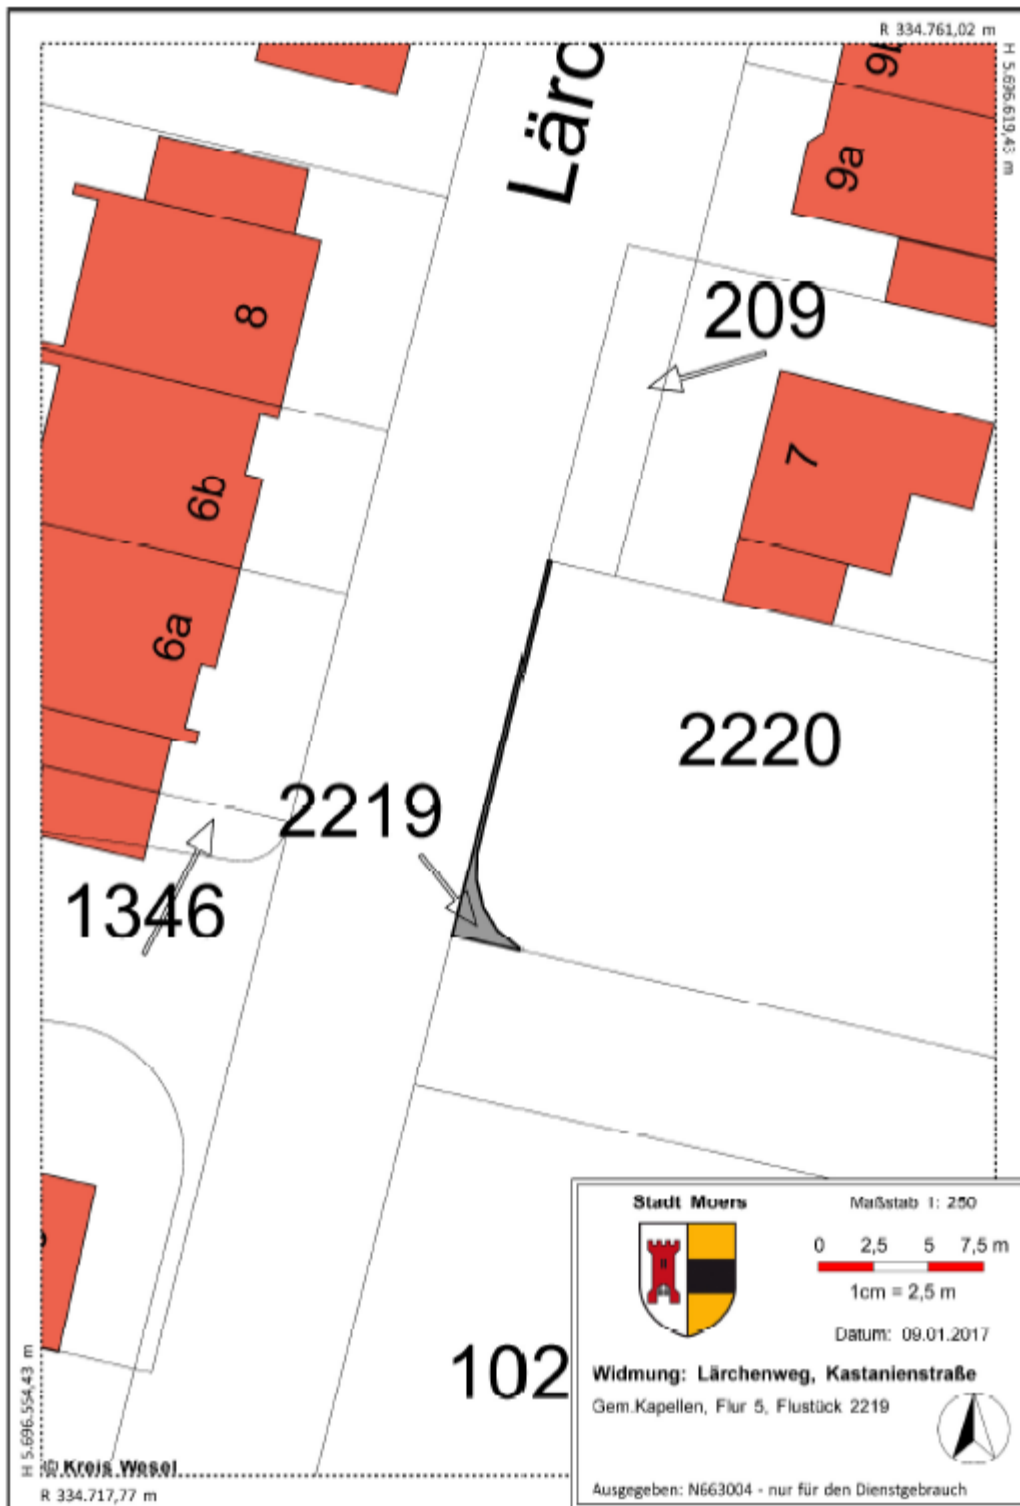 R 334.761,02 m
H 5.696.619,43 m
Lärc
9b
9a
8
209
7
6b
6a
2220
2219
1346
102
Stadt Moers
Maßstab 1: 250
0 2,5 5 7,5 m
1cm = 2,5 m
Datum: 09.01.2017
Widmung: Lärchenweg, Kastanienstraße
Gem.Kapellen, Flur 5, Flustück 2219
Ausgegeben: N663004 - nur für den Dienstgebrauch
H 5.696.554,43 m
© Kreis Wesel
R 334.717,77 m